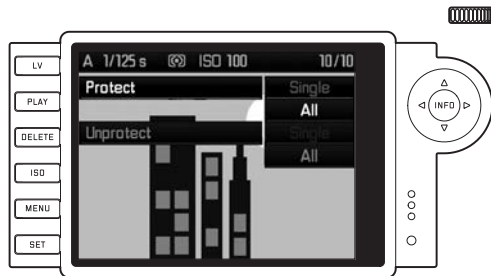 A 1/125 s ISO 100 10/10
LV
PLAY
DELETE
ISO
MENU
SET
Protect Single
All
Unprotect Single
All
INFO